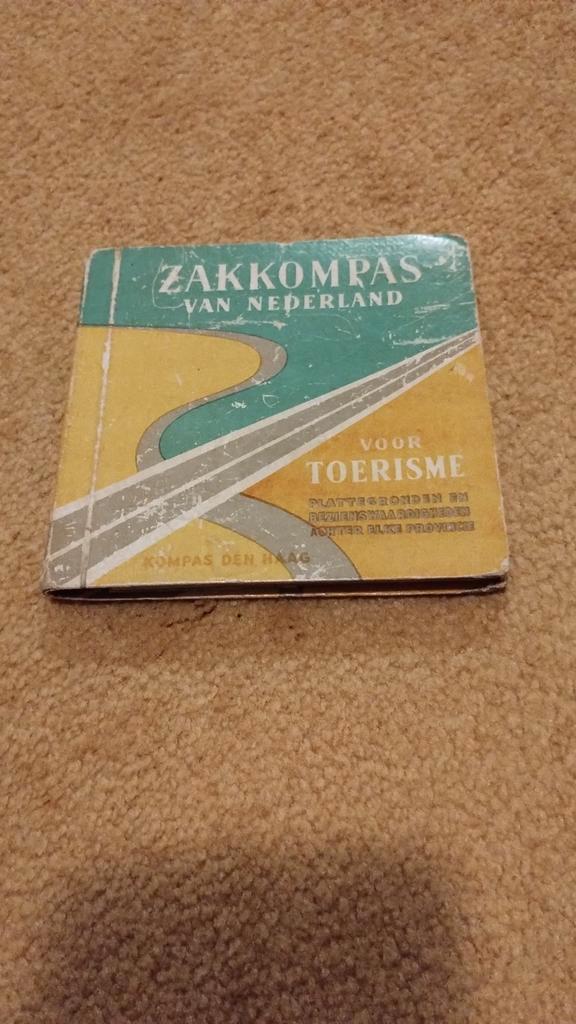 ZAKKOMPAS
VAN NEDERLAND
VOOR
TOERISME
PLATTEGRONDEN EN
BEZIENSWAARDIGHEDEN
ACHTER ELKE PROVINCIE
KOMPAS DEN HAAG